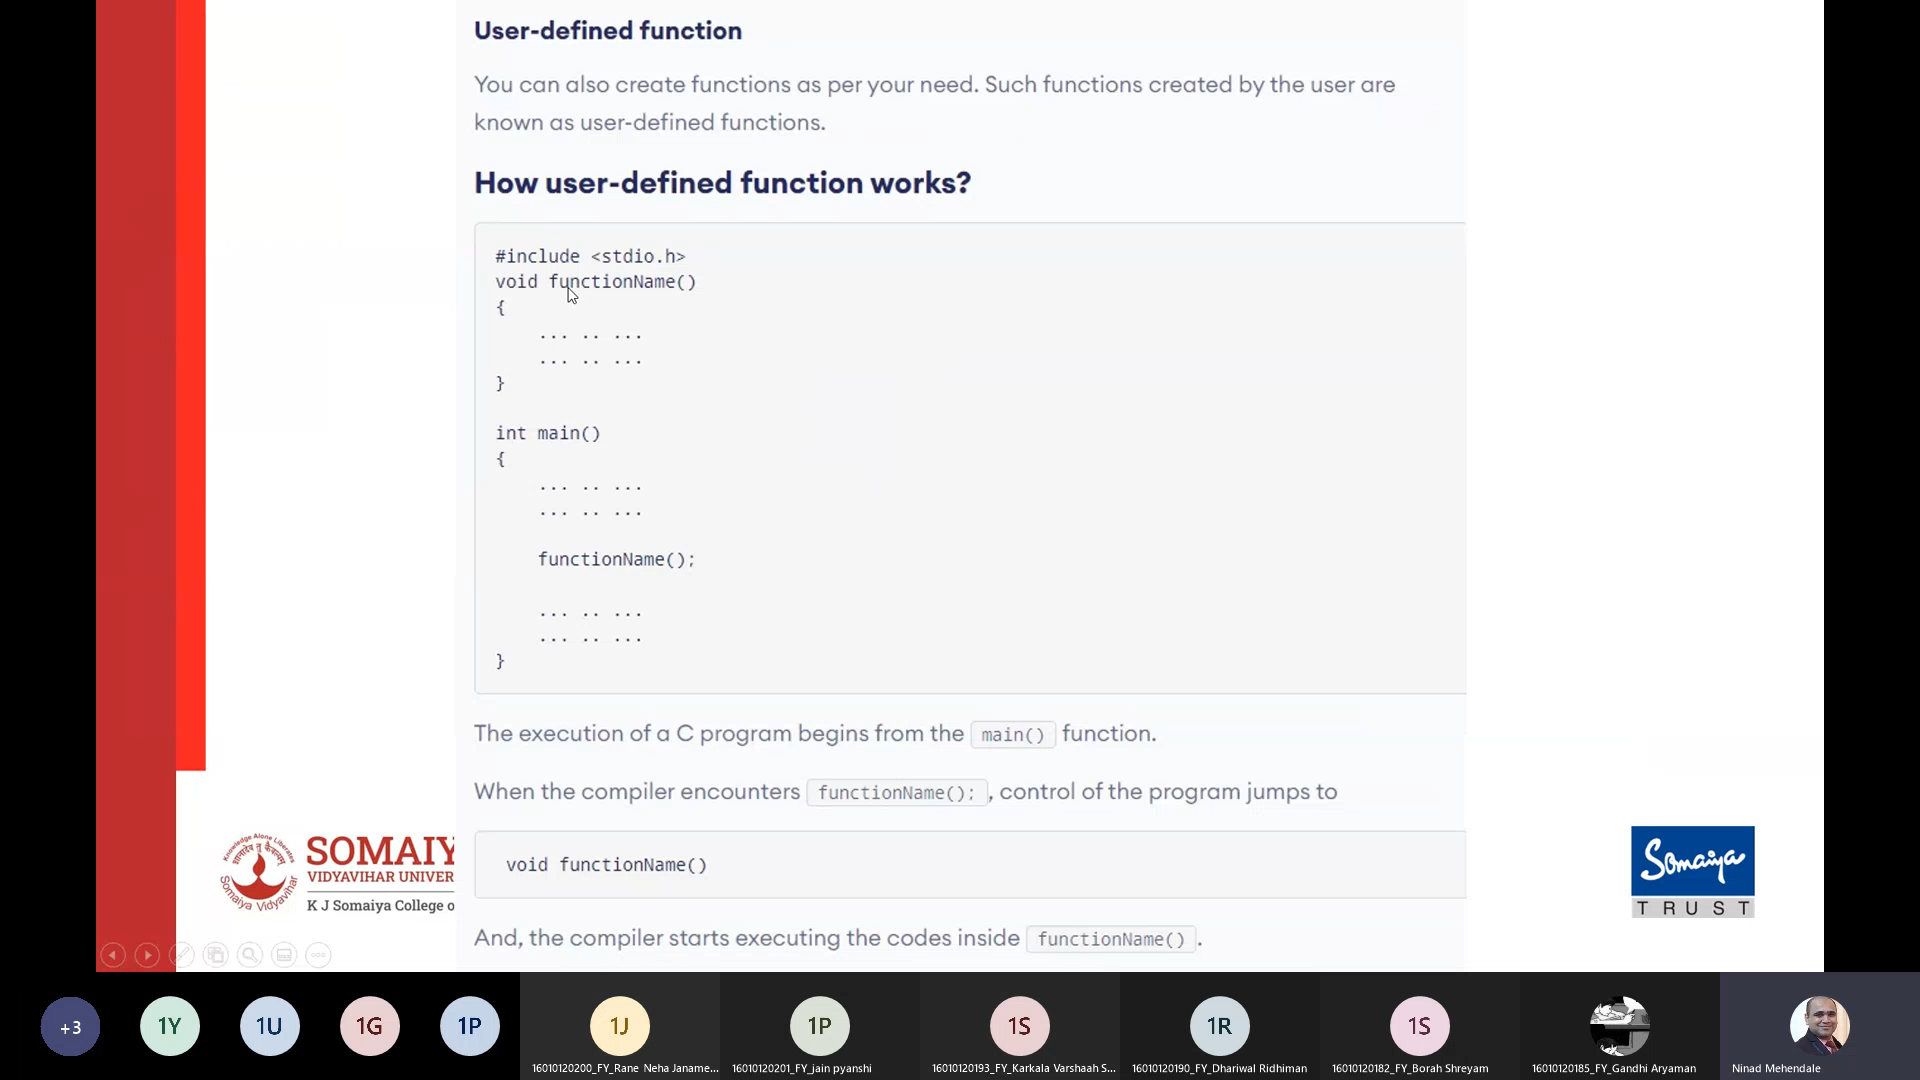 User-defined function
You can also create functions as per your need. Such functions created by the user are
known as user-defined functions.
How user-defined function works?
#include <stdio.h>
void functionName()
{
... .. ...
... .. ...
}
int main()
{
... .. ...
... .. ...
functionName();
... .. ...
... .. ...
}
The execution of a C program begins from the main() function.
When the compiler encounters functionName(); , control of the program jumps to
void functionName()
And, the compiler starts executing the codes inside functionName() .
SOMAIY
VIDYAVIHAR UNIVER
K J Somaiya College o
Knowledge Alone Liberates
Somaiya Vidyavihar
Somaiya
TRUST
+3
1Y
1U
1G
1P
1J
1P
1S
1R
1S
16010120200_FY_Rane Neha Janame...
16010120201_FY_jain pyanshi
16010120193_FY_Karkala Varshaah S...
16010120190_FY_Dhariwal Ridhiman
16010120182_FY_Borah Shreyam
16010120185_FY_Gandhi Aryaman
Ninad Mehendale